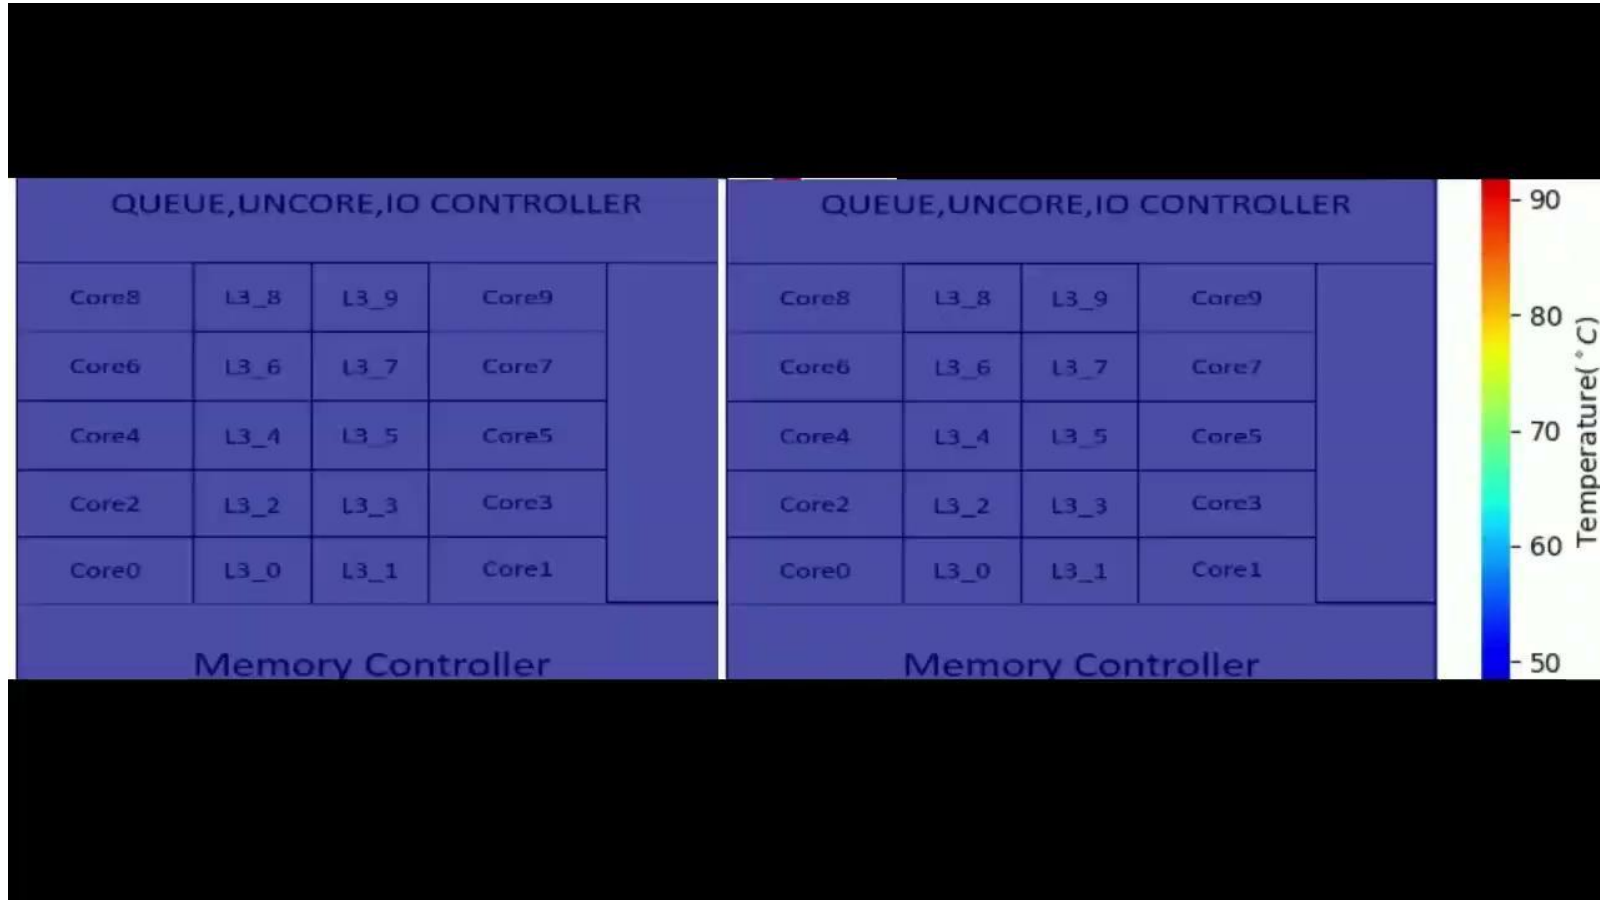 QUEUE,UNCORE,IO CONTROLLER
Core8 L3_8 L3_9 Core9
Core6 L3_6 L3_7 Core7
Core4 L3_4 L3_5 Core5
Core2 L3_2 L3_3 Core3
Core0 L3_0 L3_1 Core1
Memory Controller
QUEUE,UNCORE,IO CONTROLLER
Core8 L3_8 L3_9 Core9
Core6 L3_6 L3_7 Core7
Core4 L3_4 L3_5 Core5
Core2 L3_2 L3_3 Core3
Core0 L3_0 L3_1 Core1
Memory Controller
90
80
70
60
50
Temperature(°C)